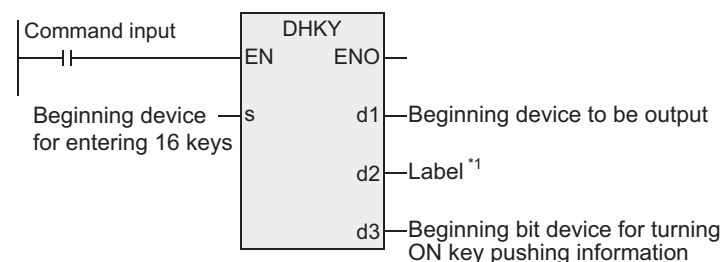 Command input
DHKY
EN ENO
Beginning device for entering 16 keys
s d1 Beginning device to be output
d2 Label *1
d3 Beginning bit device for turning
ON key pushing information